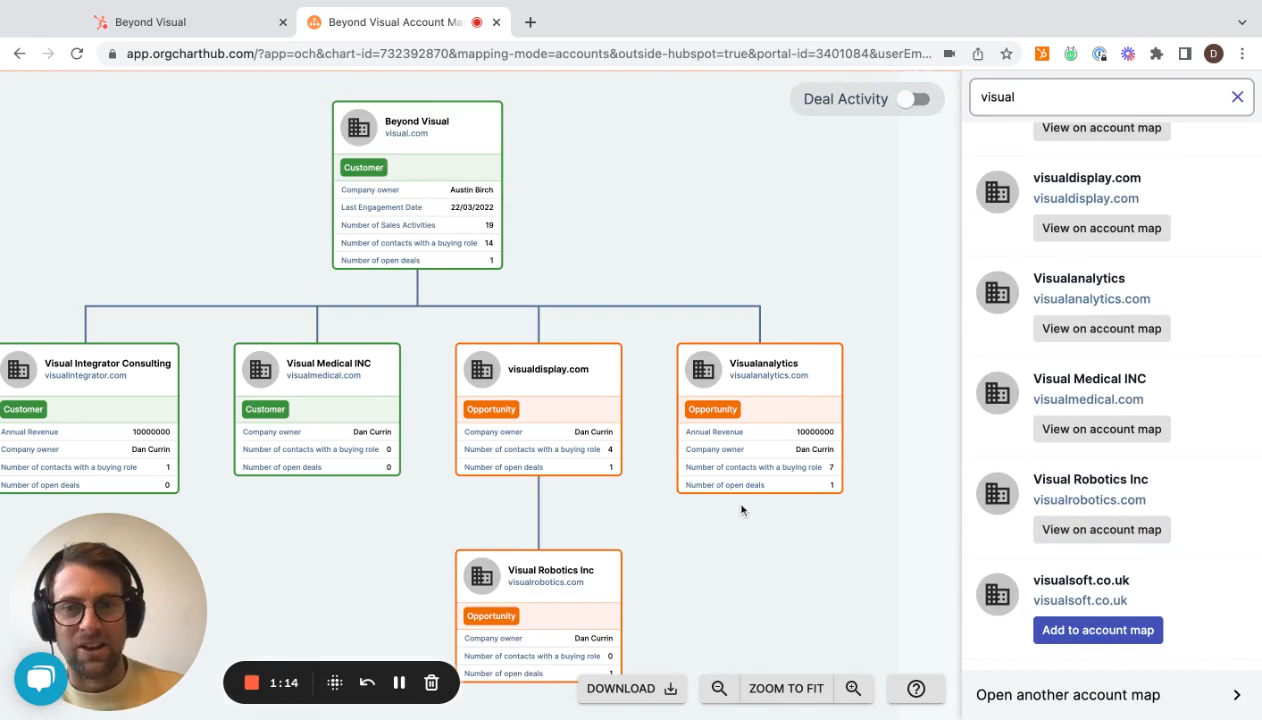 Beyond Visual
Beyond Visual Account Ma
app.orgcharthub.com/?app=och&chart-id=732392870&mapping-mode=accounts&outside-hubspot=true&portal-id=3401084&userEm...
D
Deal Activity
visual
View on account map
visualdisplay.com
visualdisplay.com
View on account map
Visualanalytics
visualanalytics.com
View on account map
Visual Medical INC
visualmedical.com
View on account map
Visual Robotics Inc
visualrobotics.com
View on account map
visualsoft.co.uk
visualsoft.co.uk
Add to account map
Open another account map
Beyond Visual
visual.com
Customer
Company owner Austin Birch
Last Engagement Date 22/03/2022
Number of Sales Activities 19
Number of contacts with a buying role 14
Number of open deals 1
Visual Integrator Consulting
visualintegrator.com
Customer
Annual Revenue 10000000
Company owner Dan Currin
Number of contacts with a buying role 1
Number of open deals 0
Visual Medical INC
visualmedical.com
Customer
Company owner Dan Currin
Number of contacts with a buying role 0
Number of open deals 0
visualdisplay.com
Opportunity
Company owner Dan Currin
Number of contacts with a buying role 4
Number of open deals 1
Visualanalytics
visualanalytics.com
Opportunity
Annual Revenue 10000000
Company owner Dan Currin
Number of contacts with a buying role 7
Number of open deals 1
Visual Robotics Inc
visualrobotics.com
Opportunity
Company owner Dan Currin
Number of contacts with a buying role 0
Number of open deals 1
1:14
DOWNLOAD
ZOOM TO FIT